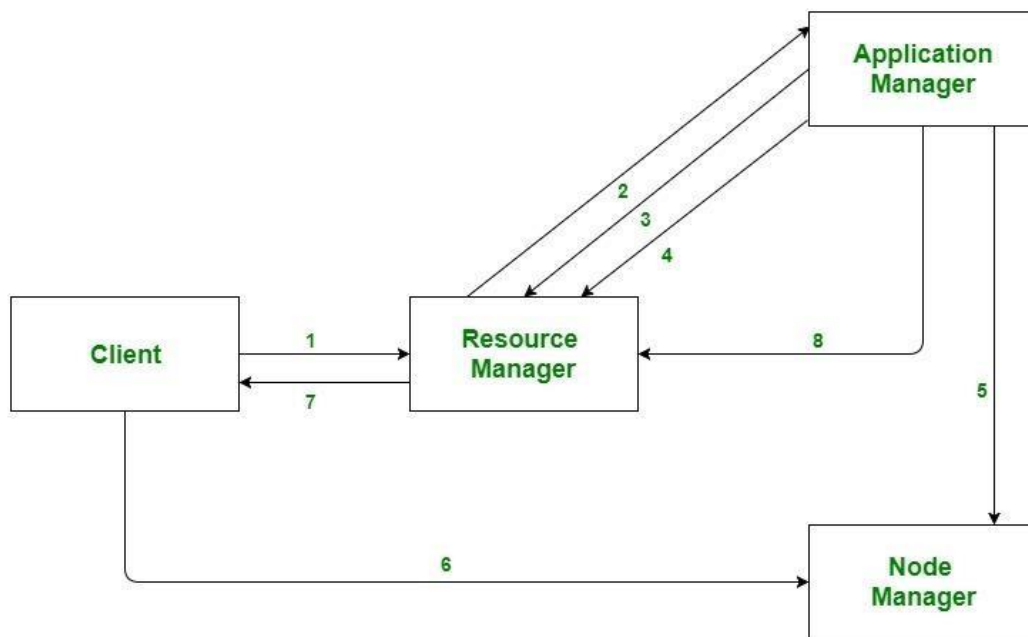 Application
Manager
2
3
4
Client
1
Resource
Manager
8
7
5
6
Node
Manager